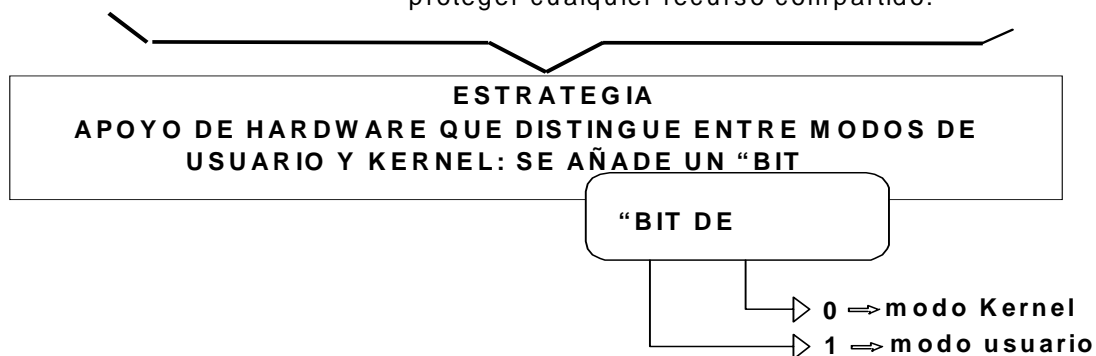 proteger cualquier recurso compartido.
ESTRATEGIA
APOYO DE HARDWARE QUE DISTINGUE ENTRE MODOS DE
USUARIO Y KERNEL: SE AÑADE UN “BIT
“BIT DE
0 ⇒ modo Kernel
1 ⇒ modo usuario